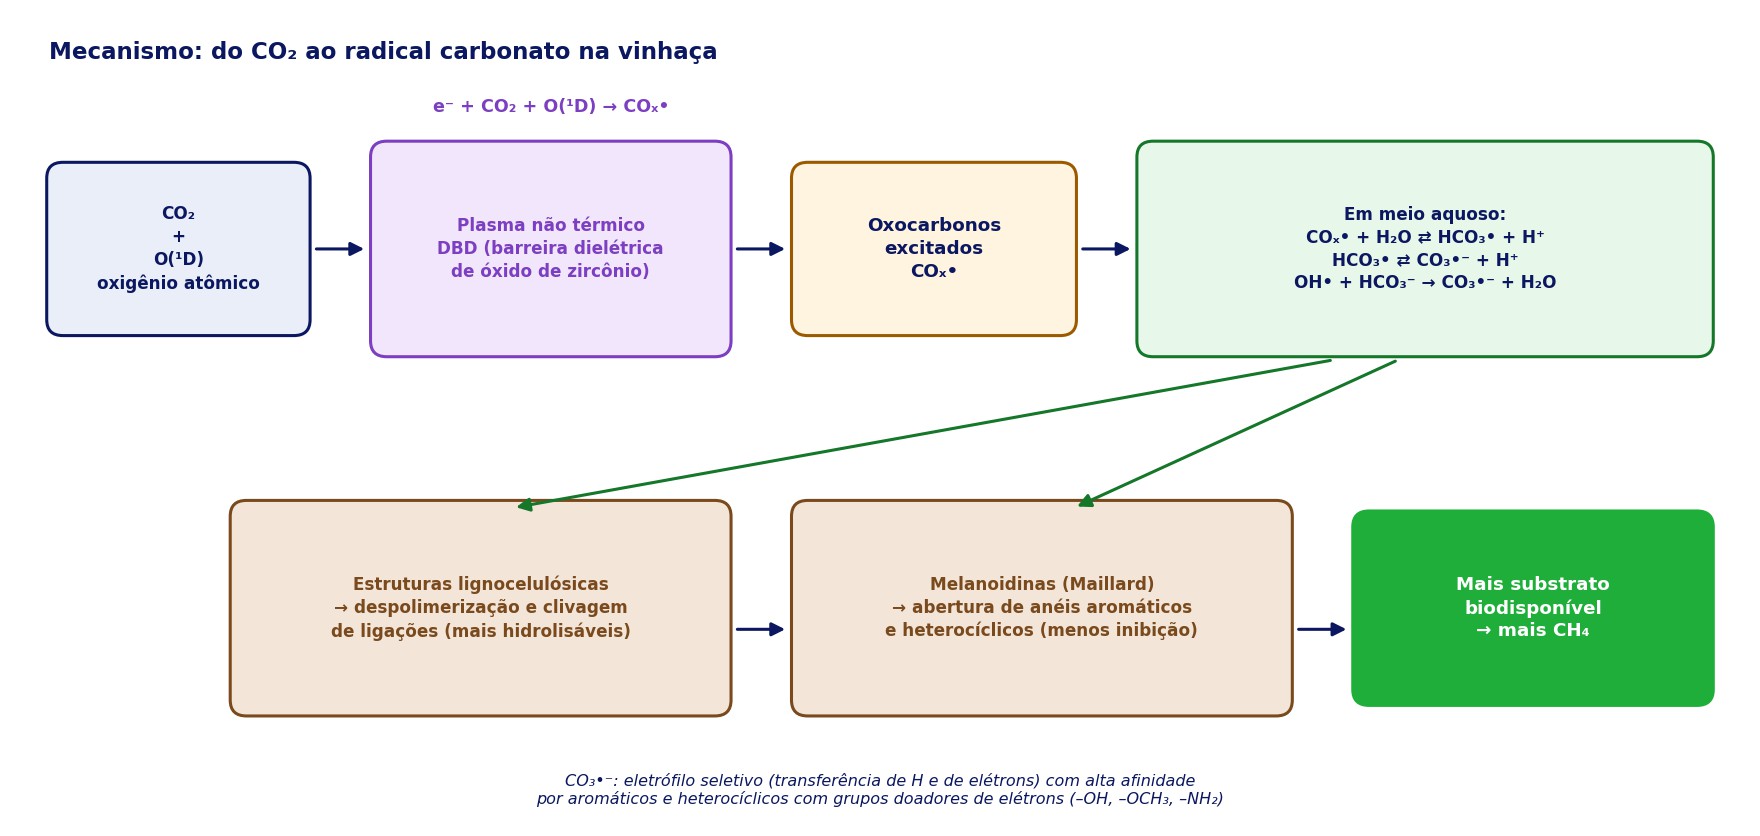 Mecanismo: do CO₂ ao radical carbonato na vinhaça
e⁻ + CO₂ + O(¹D) → COₓ•
CO₂
+
O(¹D)
oxigênio atômico
Plasma não térmico
DBD (barreira dielétrica
de óxido de zircônio)
Oxocarbonos
excitados
COₓ•
Em meio aquoso:
COₓ• + H₂O ⇄ HCO₃• + H⁺
HCO₃• ⇄ CO₃•⁻ + H⁺
OH• + HCO₃⁻ → CO₃•⁻ + H₂O
Estruturas lignocelulósicas
→ despolimerização e clivagem
de ligações (mais hidrolisáveis)
Melanoidinas (Maillard)
→ abertura de anéis aromáticos
e heterocíclicos (menos inibição)
Mais substrato
biodisponível
→ mais CH₄
CO₃•⁻: eletrófilo seletivo (transferência de H e de elétrons) com alta afinidade
por aromáticos e heterocíclicos com grupos doadores de elétrons (–OH, –OCH₃, –NH₂)